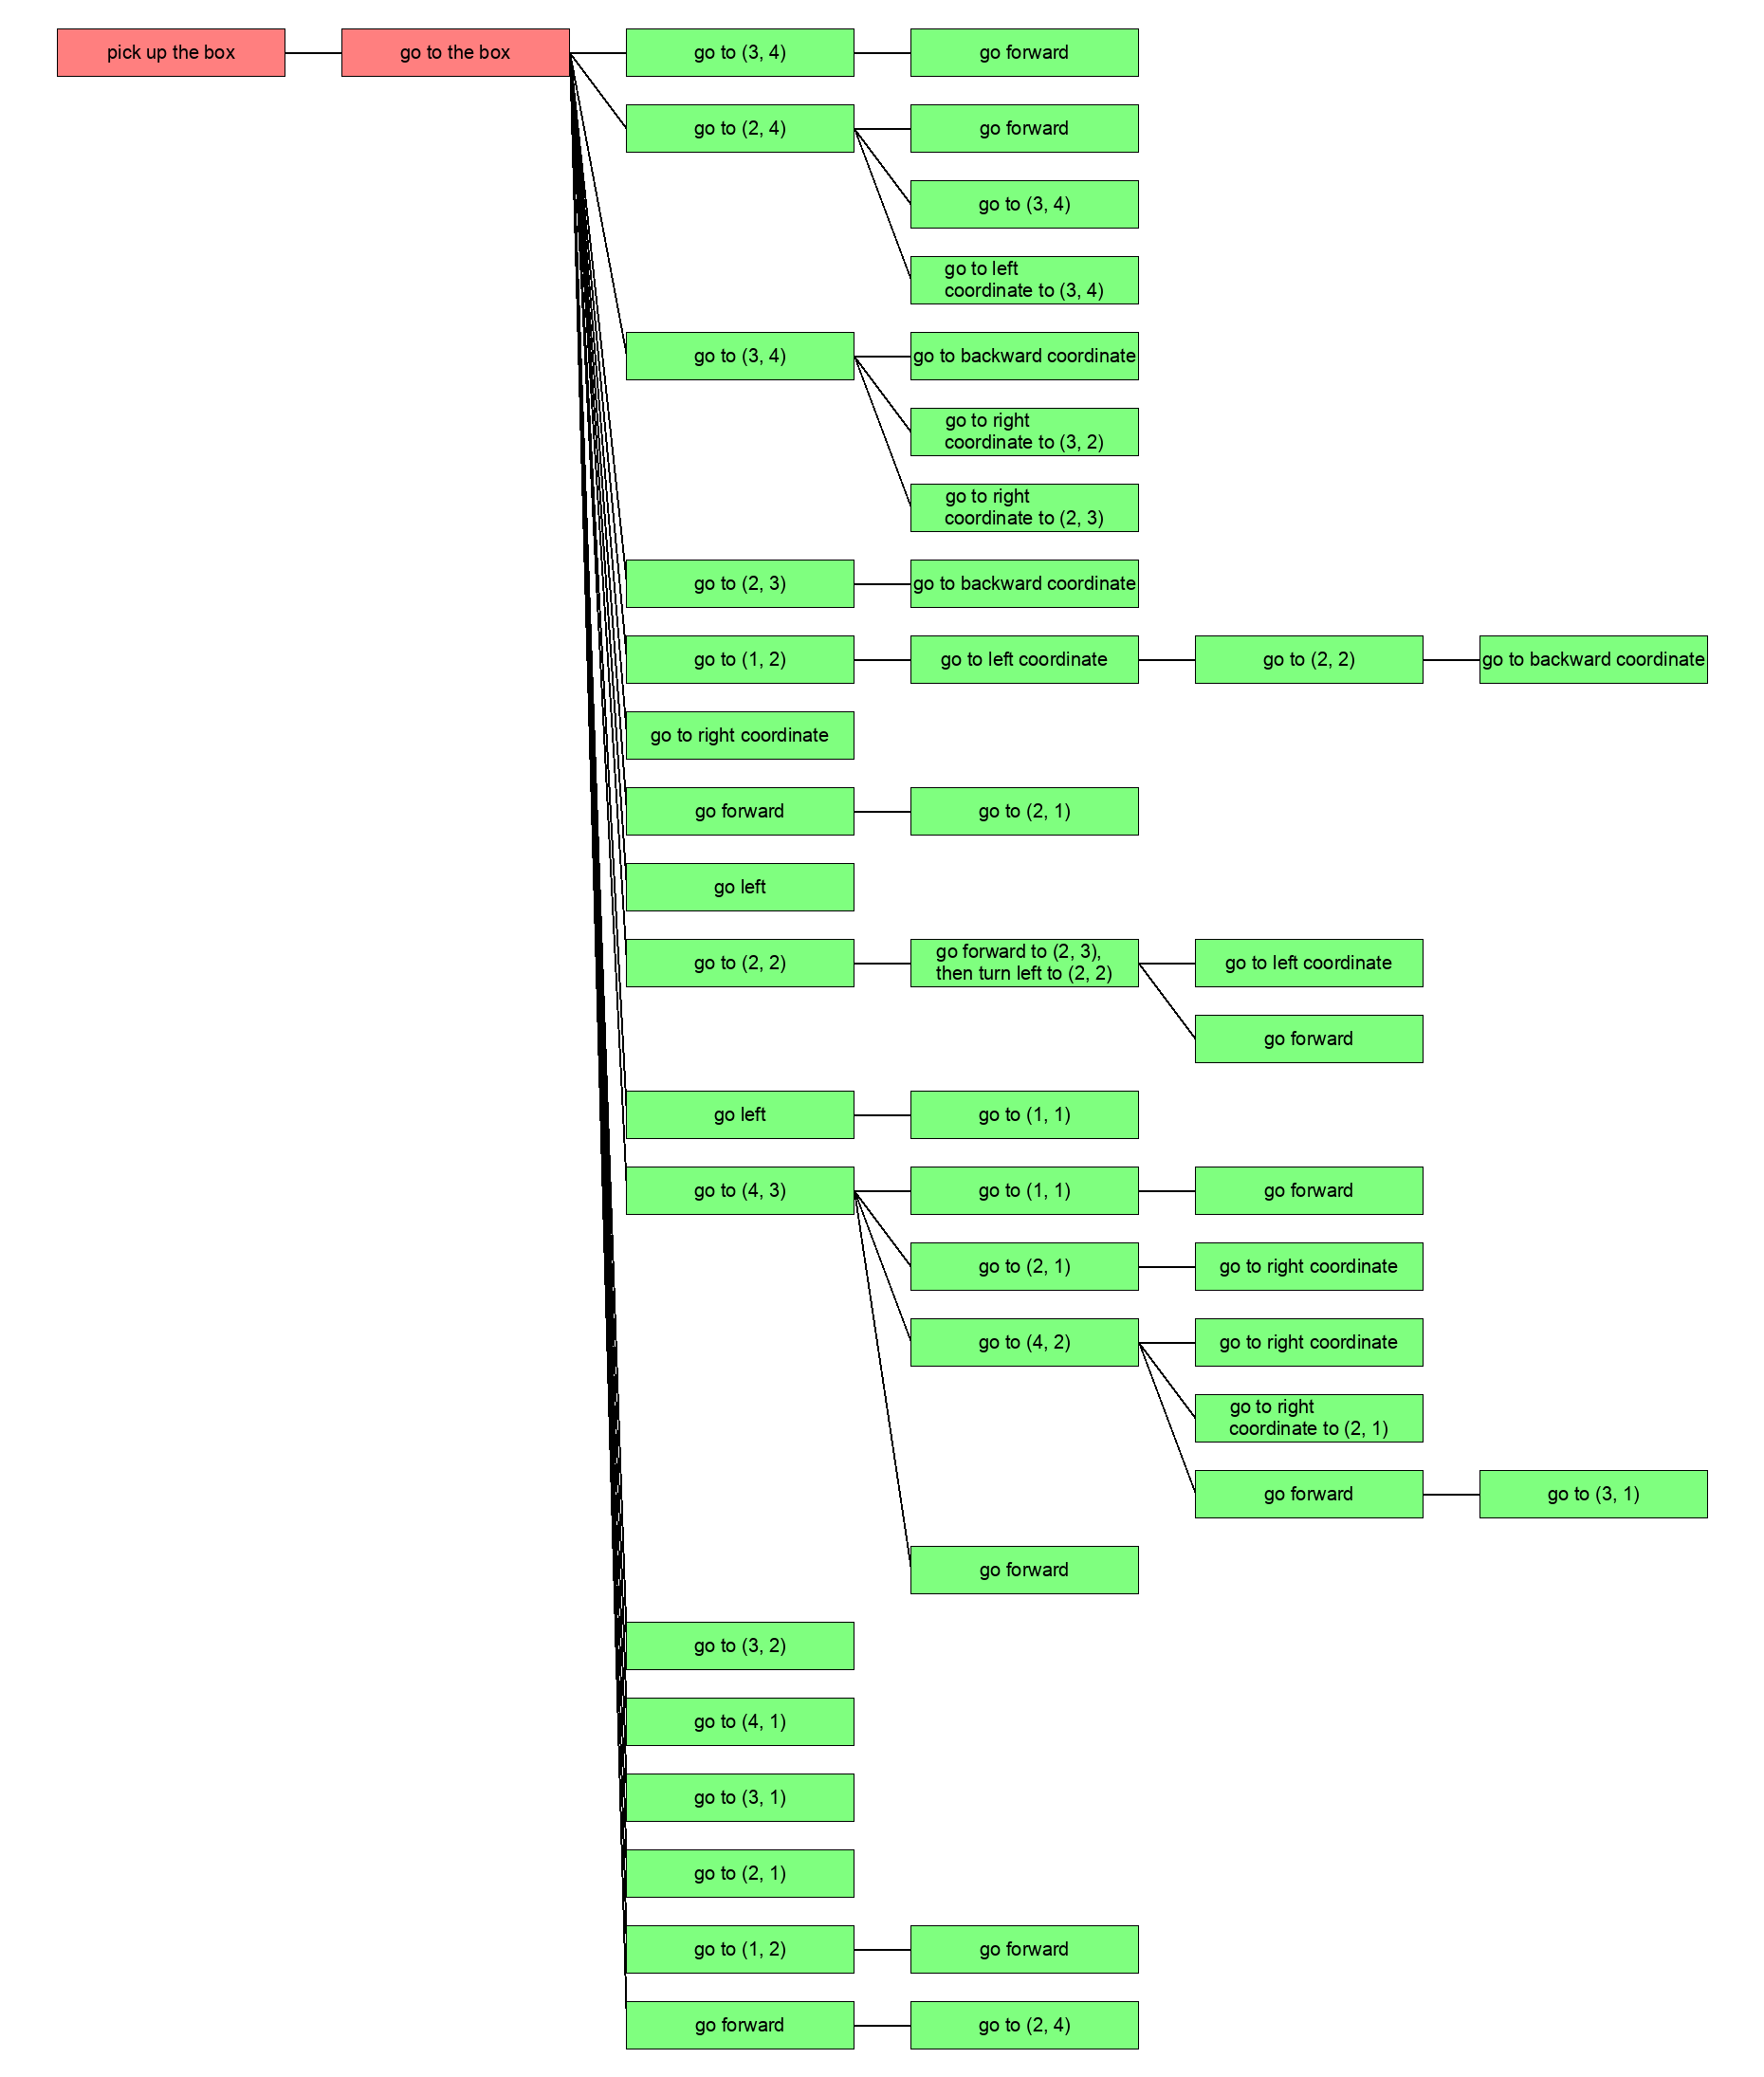 pick up the box
go to the box
go to (3, 4)
go forward
go to (2, 4)
go forward
go to (3, 4)
go to left
coordinate to (3, 4)
go to (3, 4)
go to backward coordinate
go to right
coordinate to (3, 2)
go to right
coordinate to (2, 3)
go to (2, 3)
go to backward coordinate
go to (1, 2)
go to left coordinate
go to (2, 2)
go to backward coordinate
go to right coordinate
go forward
go to (2, 1)
go left
go to (2, 2)
go forward to (2, 3),
then turn left to (2, 2)
go to left coordinate
go forward
go left
go to (1, 1)
go to (4, 3)
go to (1, 1)
go forward
go to (2, 1)
go to right coordinate
go to (4, 2)
go to right coordinate
go to right
coordinate to (2, 1)
go forward
go to (3, 1)
go forward
go to (3, 2)
go to (4, 1)
go to (3, 1)
go to (2, 1)
go to (1, 2)
go forward
go forward
go to (2, 4)